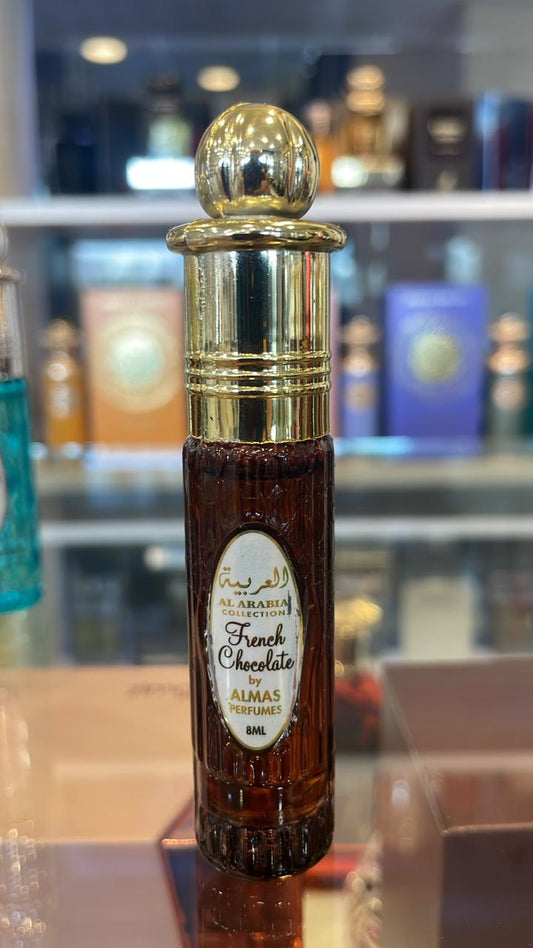 العربية
AL ARABIA
COLLECTION
French
Chocolate
by
ALMAS
PERFUMES
8ML